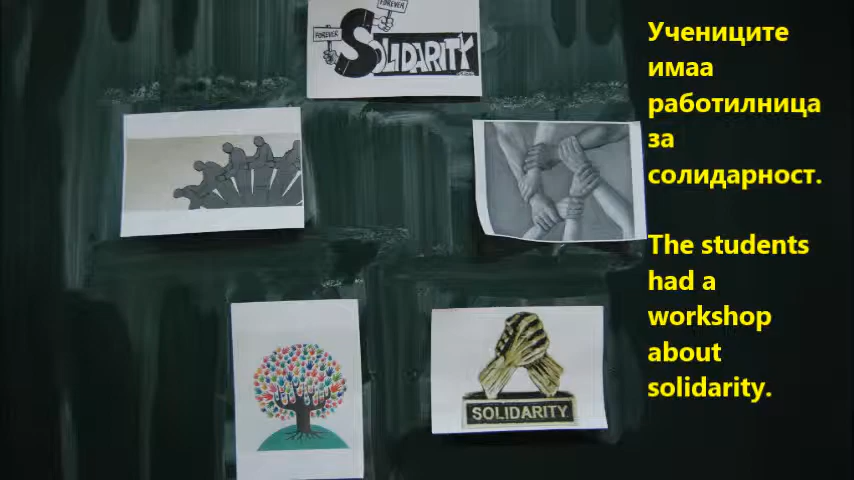 FOREVER
FOREVER
SOLIDARITY
SOLIDARITY
Учениците
имаа
работилница
за
солидарност.
The students
had a
workshop
about
solidarity.